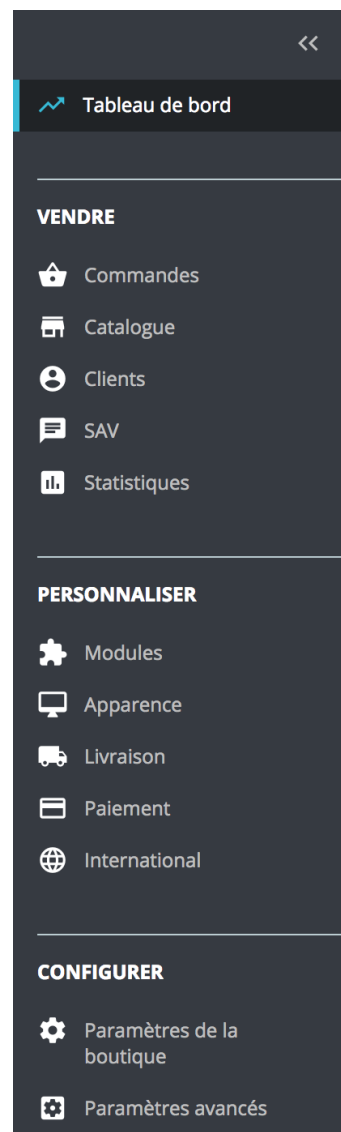 Tableau de bord
VENDRE
Commandes
Catalogue
Clients
SAV
Statistiques
PERSONNALISER
Modules
Apparence
Livraison
Paiement
International
CONFIGURER
Paramètres de la
boutique
Paramètres avancés